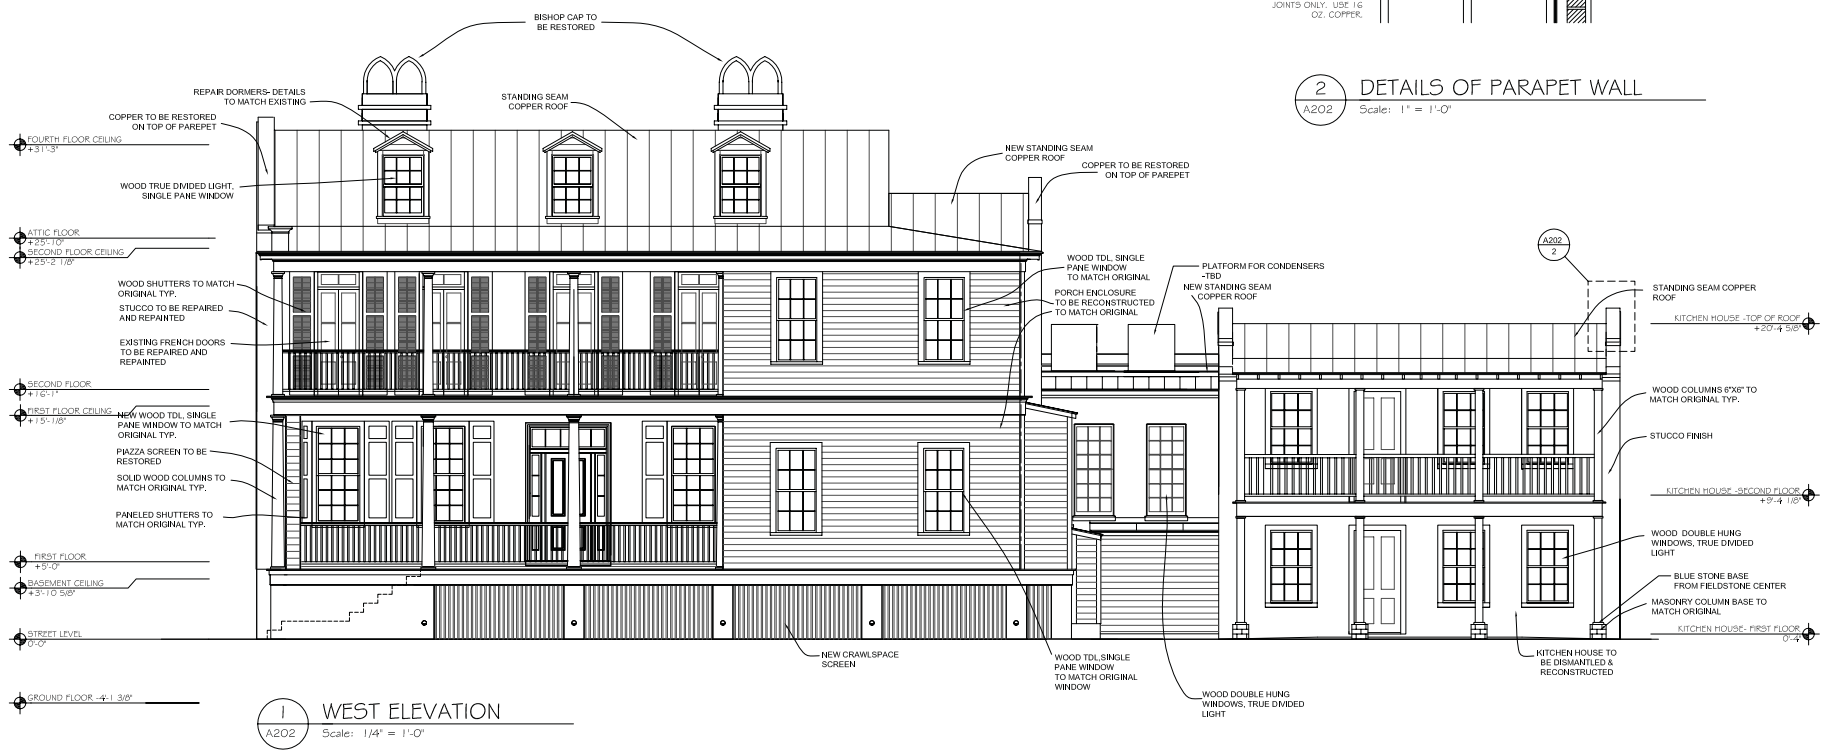 JOINTS ONLY. USE 16
OZ. COPPER.
BISHOP CAP TO
BE RESTORED
2
A202
DETAILS OF PARAPET WALL
Scale: 1" = 1'-0"
REPAIR DORMERS- DETAILS
TO MATCH EXISTING
STANDING SEAM
COPPER ROOF
COPPER TO BE RESTORED
ON TOP OF PAREPET
FOURTH FLOOR CEILING
+31'-3"
NEW STANDING SEAM
COPPER ROOF
COPPER TO BE RESTORED
ON TOP OF PAREPET
WOOD TRUE DIVIDED LIGHT,
SINGLE PANE WINDOW
ATTIC FLOOR
+25'-10"
SECOND FLOOR CEILING
+25'-2 1/8"
A202
2
WOOD TDL, SINGLE
PANE WINDOW
TO MATCH ORIGINAL
PLATFORM FOR CONDENSERS
-TBD
NEW STANDING SEAM
COPPER ROOF
PORCH ENCLOSURE
TO BE RECONSTRUCTED
TO MATCH ORIGINAL
WOOD SHUTTERS TO MATCH
ORIGINAL TYP.
STUCCO TO BE REPAIRED
AND REPAINTED
EXISTING FRENCH DOORS
TO BE REPAIRED AND
REPAINTED
STANDING SEAM COPPER
ROOF
KITCHEN HOUSE -TOP OF ROOF
+20'-4 5/8"
SECOND FLOOR
+16'-1"
FIRST FLOOR CEILING
+15'-1/8"
NEW WOOD TDL, SINGLE
PANE WINDOW TO MATCH
ORIGINAL TYP.
PIAZZA SCREEN TO BE
RESTORED
SOLID WOOD COLUMNS TO
MATCH ORIGINAL TYP.
PANELED SHUTTERS TO
MATCH ORIGINAL TYP.
WOOD COLUMNS 6"X6" TO
MATCH ORIGINAL TYP.
STUCCO FINISH
KITCHEN HOUSE -SECOND FLOOR
+9'-4 1/8"
FIRST FLOOR
+5'-0"
BASEMENT CEILING
+3'-10 5/8"
WOOD DOUBLE HUNG
WINDOWS, TRUE DIVIDED
LIGHT
BLUE STONE BASE
FROM FIELDSTONE CENTER
MASONRY COLUMN BASE TO
MATCH ORIGINAL
STREET LEVEL
0'-0"
KITCHEN HOUSE- FIRST FLOOR
0'-4"
NEW CRAWLSPACE
SCREEN
WOOD TDL,SINGLE
PANE WINDOW
TO MATCH ORIGINAL
WINDOW
KITCHEN HOUSE TO
BE DISMANTLED &
RECONSTRUCTED
WOOD DOUBLE HUNG
WINDOWS, TRUE DIVIDED
LIGHT
GROUND FLOOR -4'-1 3/8"
1
A202
WEST ELEVATION
Scale: 1/4" = 1'-0"